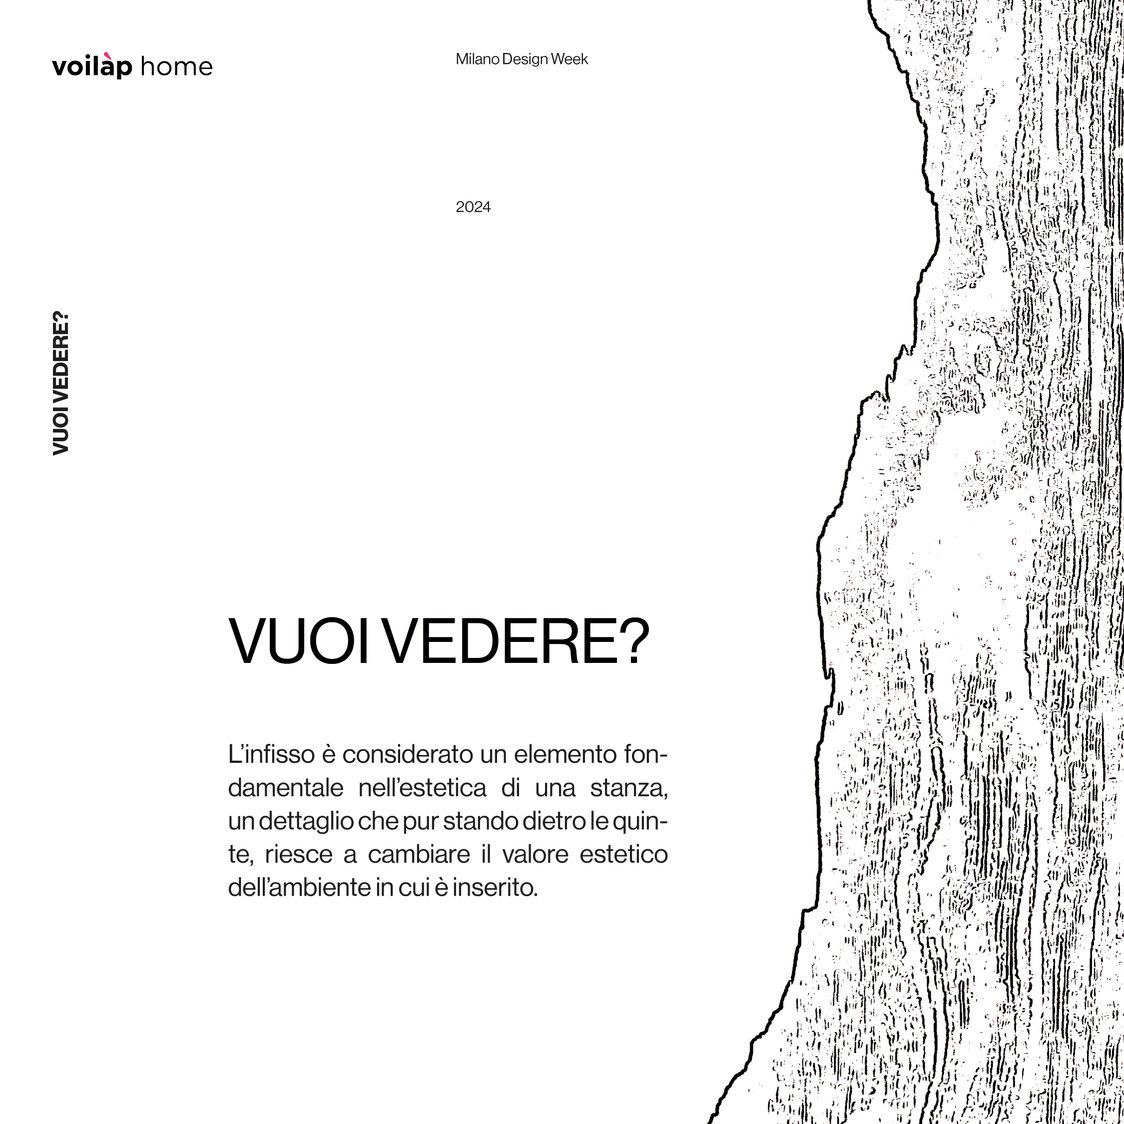 voilàp home
Milano Design Week
2024
VUOI VEDERE?
VUOI VEDERE?
L’infisso è considerato un elemento fon-
damentale nell’estetica di una stanza,
un dettaglio che pur stando dietro le quin-
te, riesce a cambiare il valore estetico
dell’ambiente in cui è inserito.